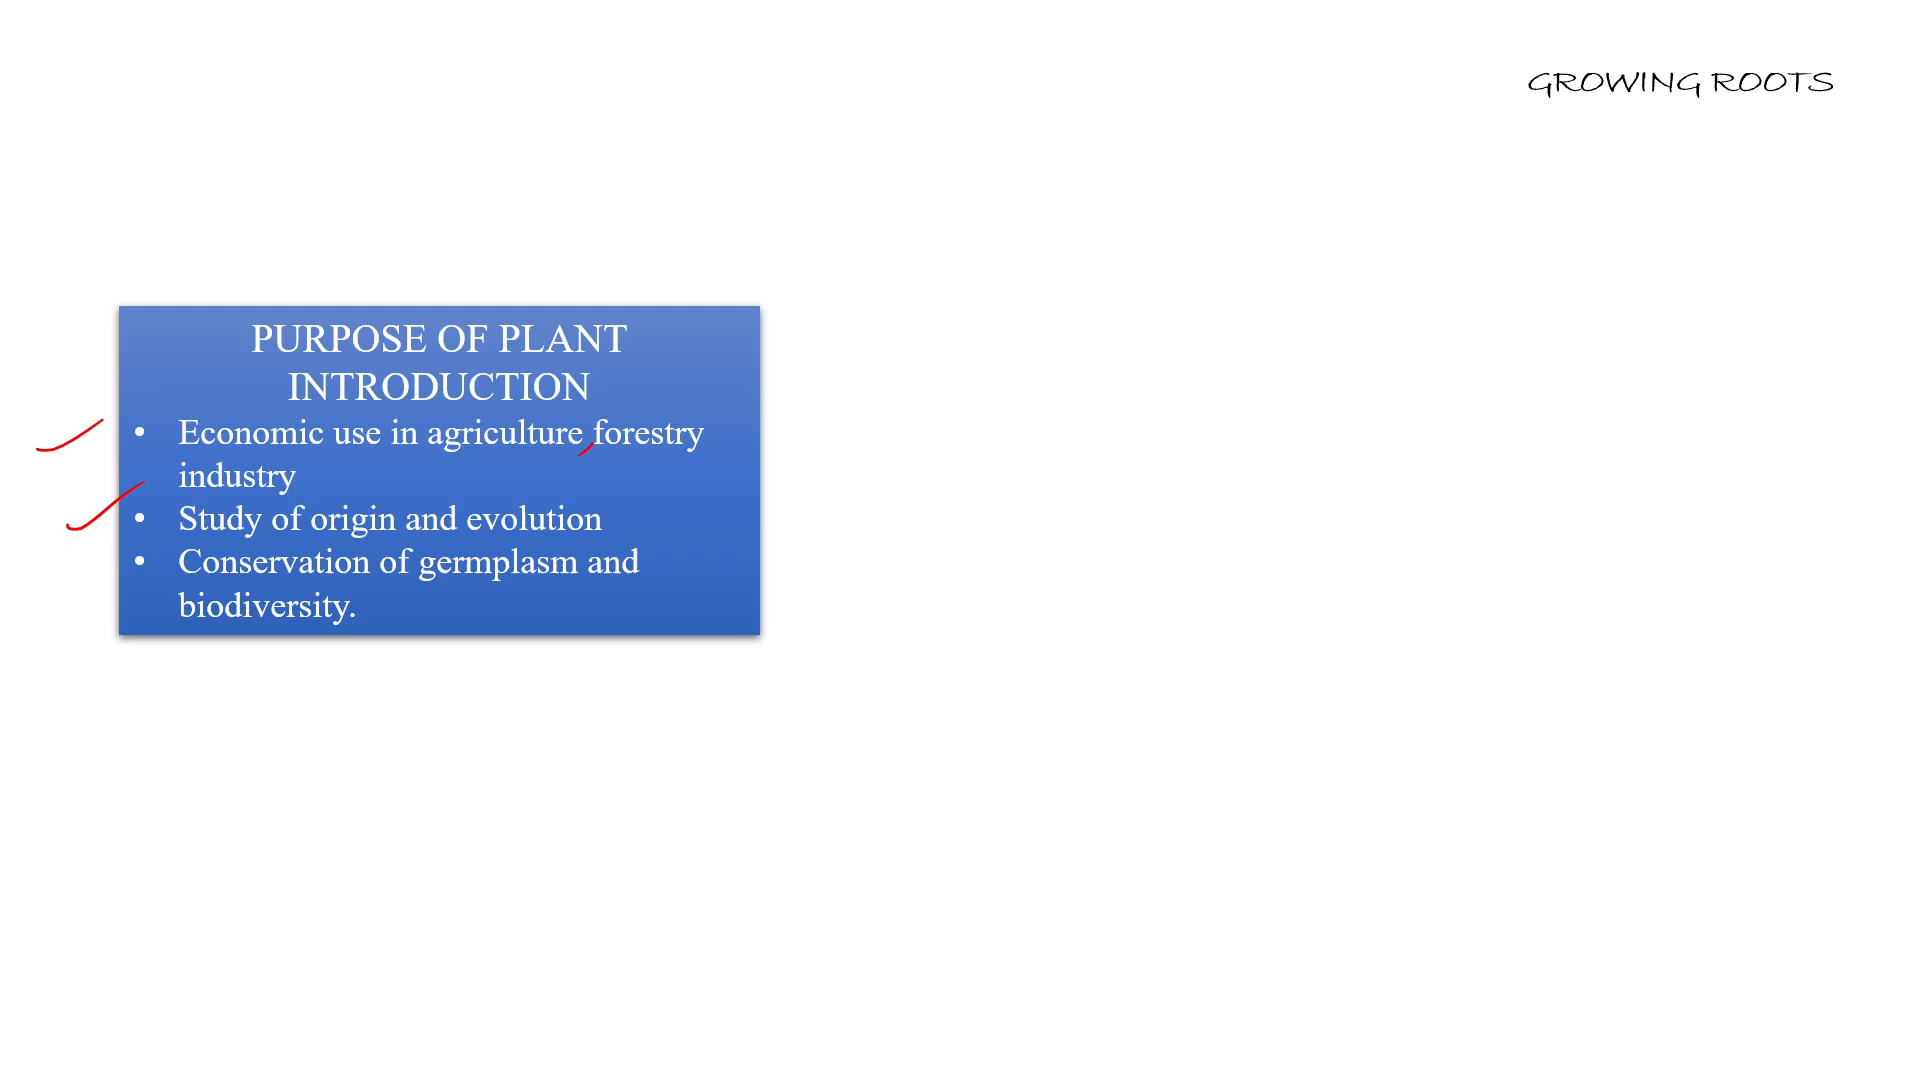 GROWING ROOTS
PURPOSE OF PLANT
INTRODUCTION
• Economic use in agriculture,forestry
industry
• Study of origin and evolution
• Conservation of germplasm and
biodiversity.